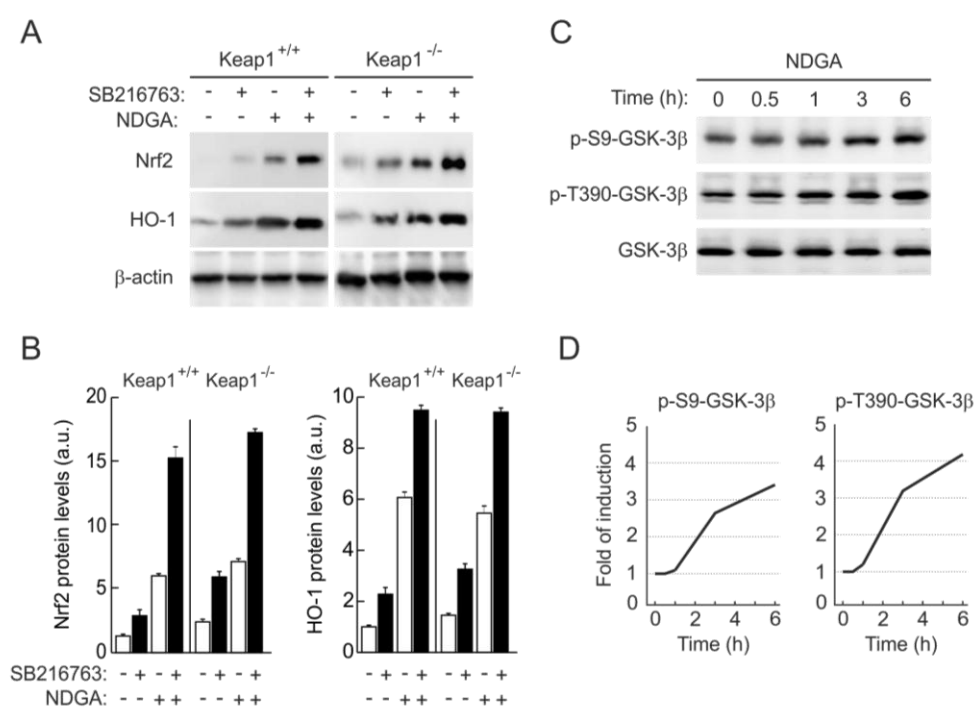 A
Keap1 +/+ Keap1 -/-
SB216763: - + - + - + - +
NDGA: - - + + - - + +
Nrf2
HO-1
β-actin
B
Keap1 +/+ Keap1 -/-
20
15
10
5
0
Nrf2 protein levels (a.u.)
SB216763: - + - + - + - +
NDGA: - - + + - - + +
Keap1 +/+ Keap1 -/-
10
8
6
4
2
0
HO-1 protein levels (a.u.)
- + - + - + - +
- - + + - - + +
C
NDGA
Time (h): 0 0.5 1 3 6
p-S9-GSK-3β
p-T390-GSK-3β
GSK-3β
D
p-S9-GSK-3β
Fold of induction
5
4
3
2
1
0
0 2 4 6
Time (h)
p-T390-GSK-3β
5
4
3
2
1
0
0 2 4 6
Time (h)